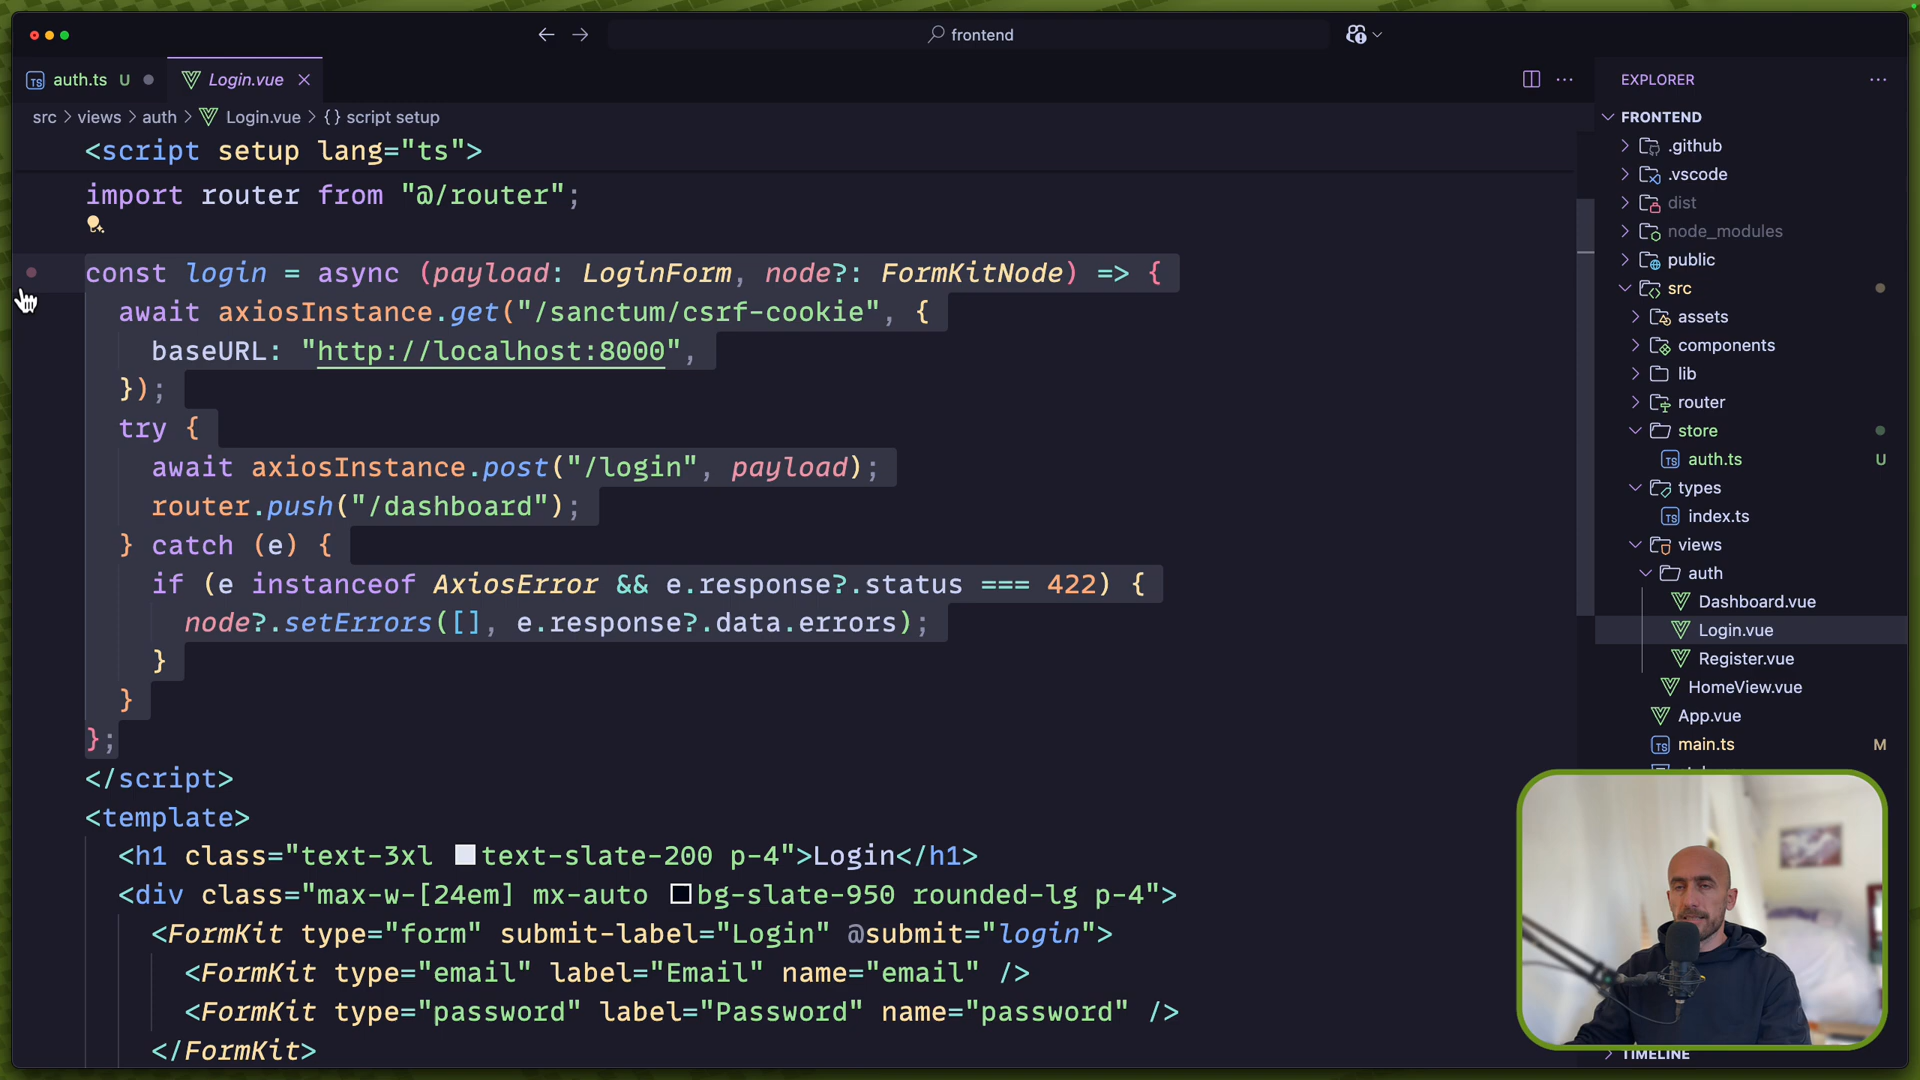 frontend
auth.ts U
Login.vue
src > views > auth > Login.vue > {} script setup
<script setup lang="ts">
import router from "@/router";
const login = async (payload: LoginForm, node?: FormKitNode) => {
await axiosInstance.get("/sanctum/csrf-cookie", {
baseURL: "http://localhost:8000",
});
try {
await axiosInstance.post("/login", payload);
router.push("/dashboard");
} catch (e) {
if (e instanceof AxiosError && e.response?.status === 422) {
node?.setErrors([], e.response?.data.errors);
}
}
};
</script>
<template>
<h1 class="text-3xl text-slate-200 p-4">Login</h1>
<div class="max-w-[24em] mx-auto bg-slate-950 rounded-lg p-4">
<FormKit type="form" submit-label="Login" @submit="login">
<FormKit type="email" label="Email" name="email" />
<FormKit type="password" label="Password" name="password" />
</FormKit>
EXPLORER
FRONTEND
.github
.vscode
dist
node_modules
public
src
assets
components
lib
router
store
auth.ts U
types
index.ts
views
auth
Dashboard.vue
Login.vue
Register.vue
HomeView.vue
App.vue
main.ts M
TIMELINE